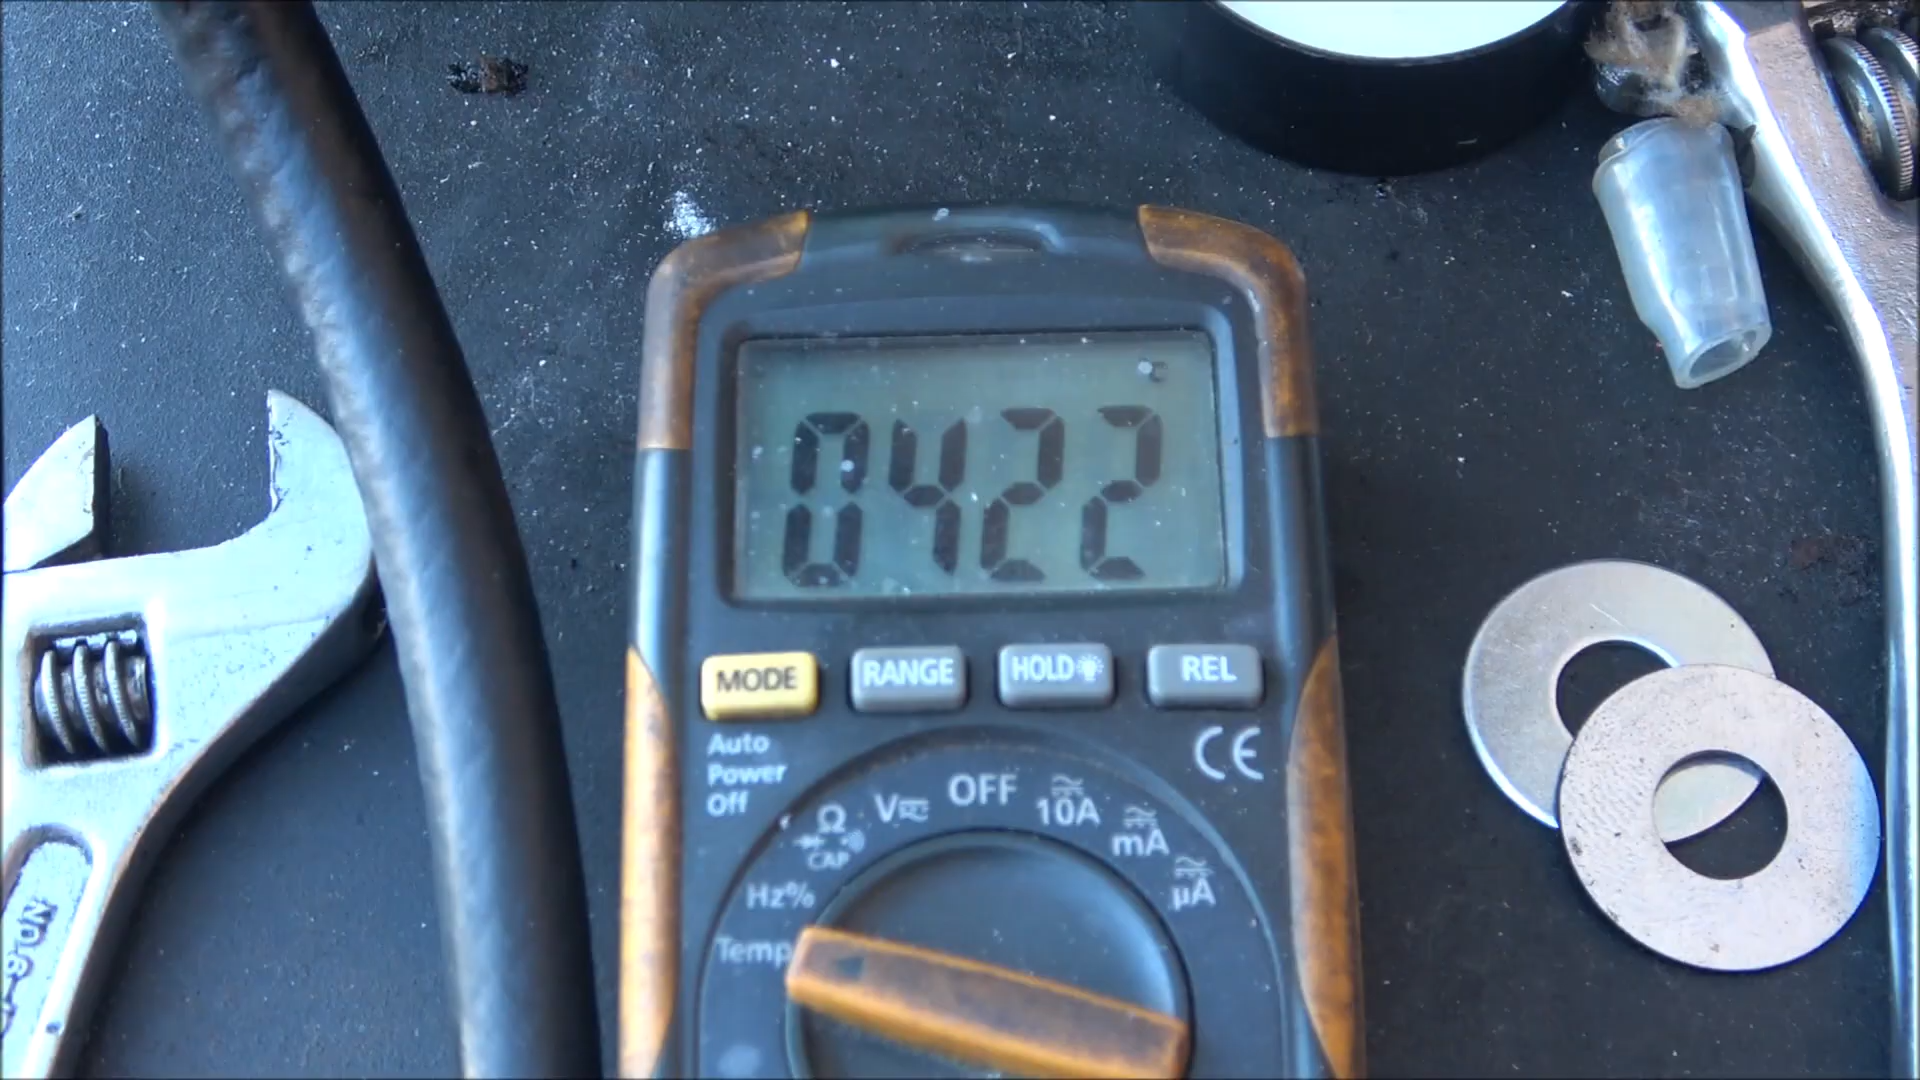 °C
0422
MODE RANGE HOLD REL
Auto
Power
Off
CE
OFF
V
10A
Ω
CAP
mA
Hz%
µA
Temp